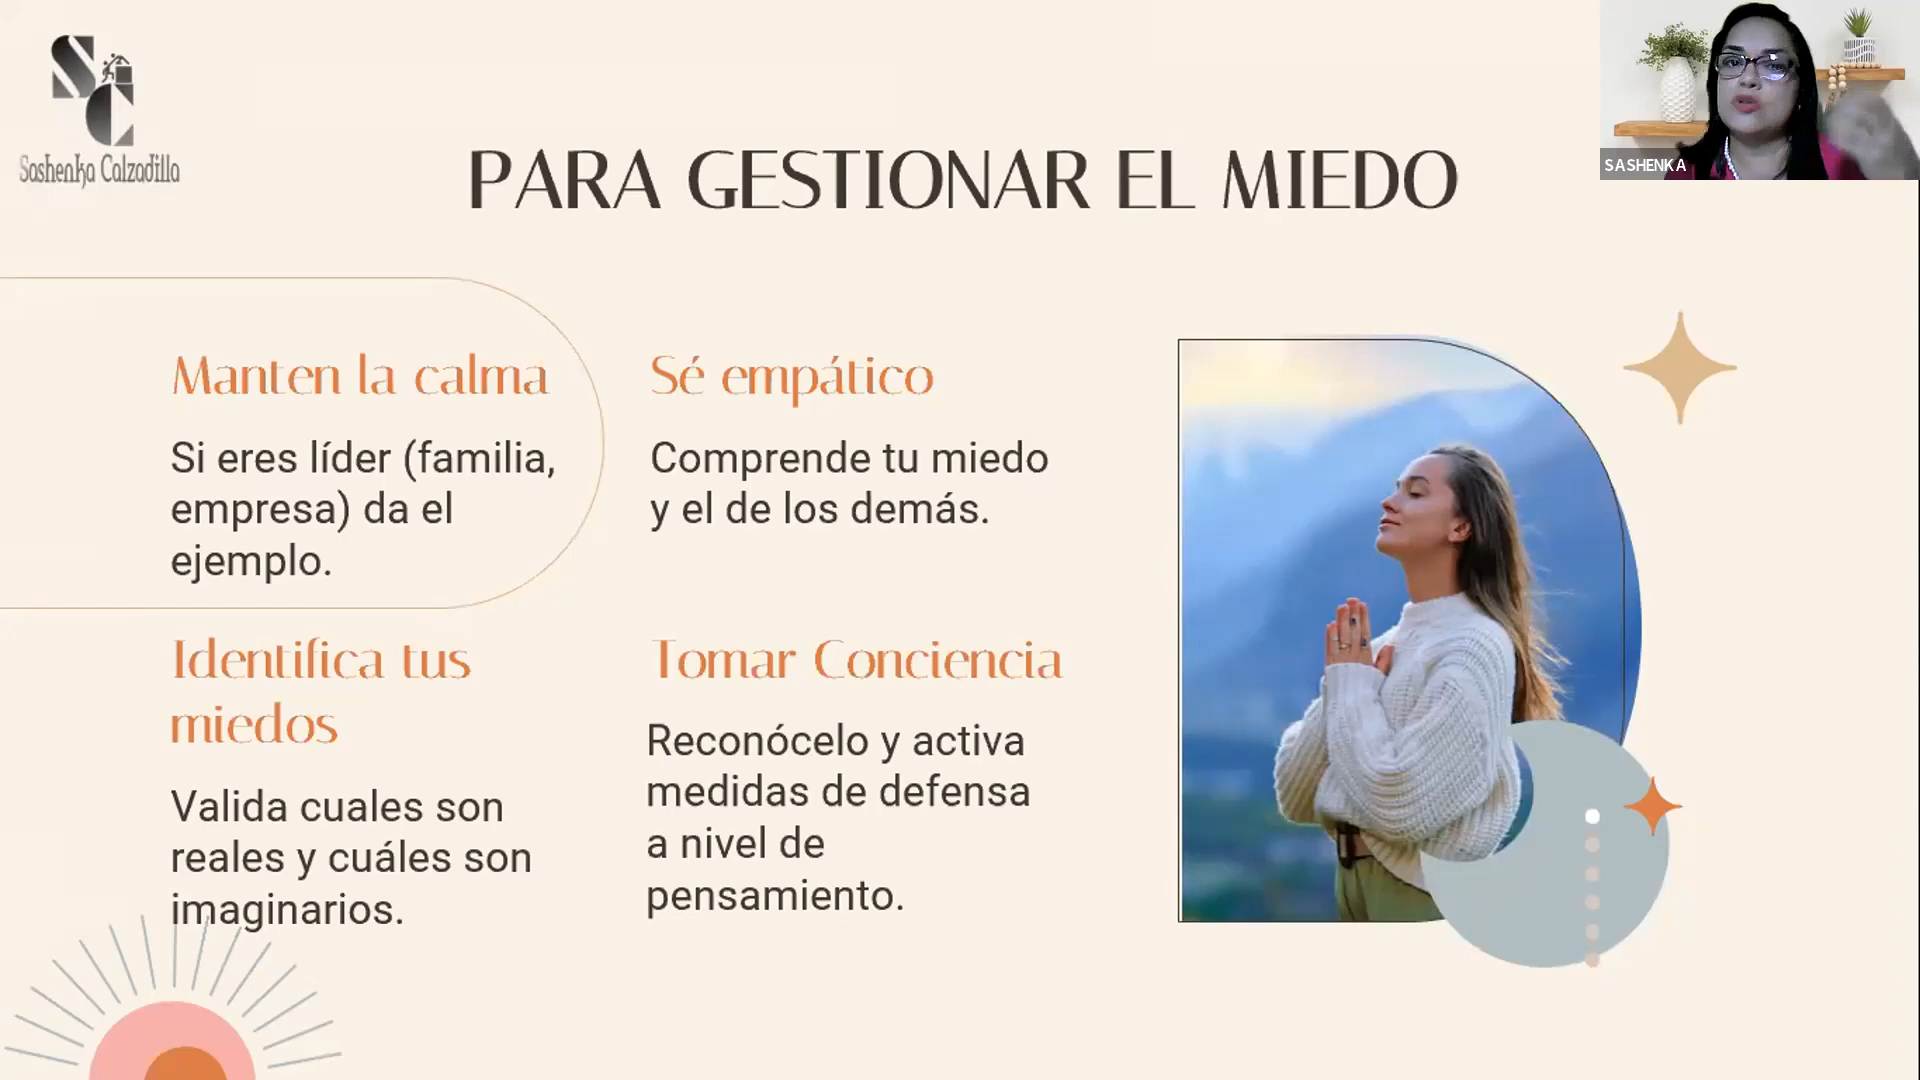 SC
Sashenka Calzadilla
SASHENKA
PARA GESTIONAR EL MIEDO
Manten la calma
Si eres líder (familia,
empresa) da el
ejemplo.
Sé empático
Comprende tu miedo
y el de los demás.
Identifica tus
miedos
Valida cuales son
reales y cuáles son
imaginarios.
Tomar Conciencia
Reconócelo y activa
medidas de defensa
a nivel de
pensamiento.